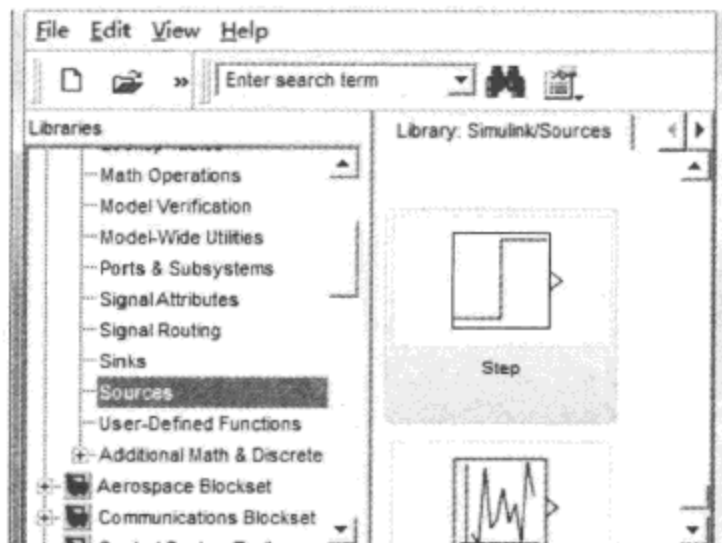 File Edit View Help
Enter search term
Libraries
Math Operations
Model Verification
Model-Wide Utilities
Ports & Subsystems
Signal Attributes
Signal Routing
Sinks
Sources
User-Defined Functions
Additional Math & Discrete
Aerospace Blockset
Communications Blockset
Library: Simulink/Sources
Step